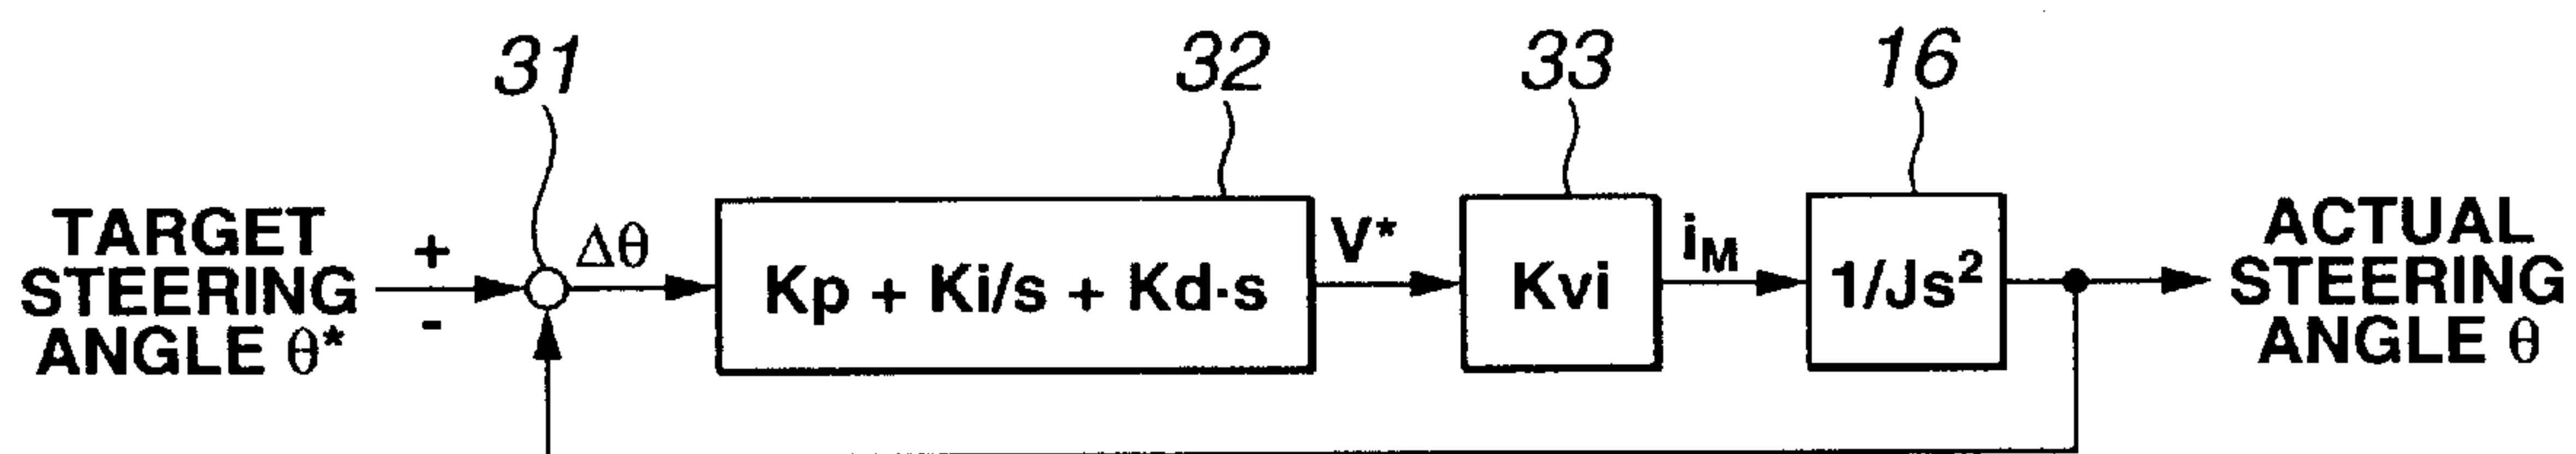 31
32
33
16
TARGET
STEERING
ANGLE θ*
+
-
Δθ
Kp + Ki/s + Kd·s
V*
Kvi
iM
1/Js²
ACTUAL
STEERING
ANGLE θ